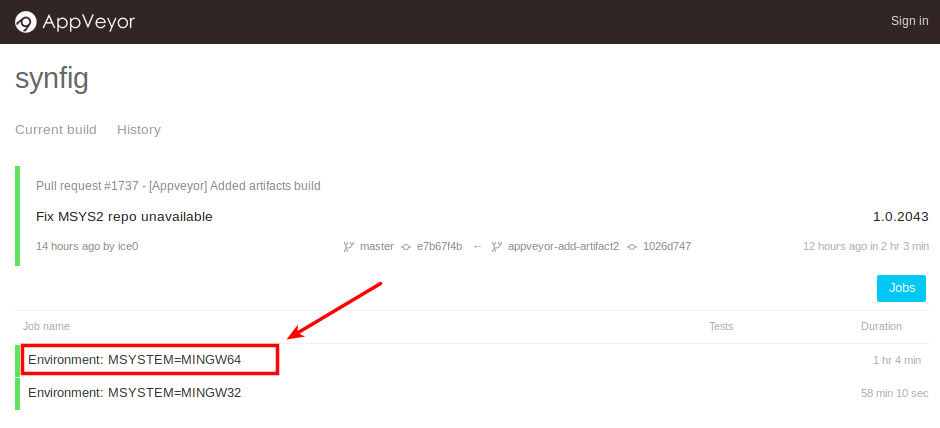 AppVeyor Sign in
synfig
Current build History
Pull request #1737 - [Appveyor] Added artifacts build
Fix MSYS2 repo unavailable 1.0.2043
14 hours ago by ice0 master e7b67f4b ← appveyor-add-artifact2 1026d747 12 hours ago in 2 hr 3 min
Jobs
Job name Tests Duration
Environment: MSYSTEM=MINGW64 1 hr 4 min
Environment: MSYSTEM=MINGW32 58 min 10 sec